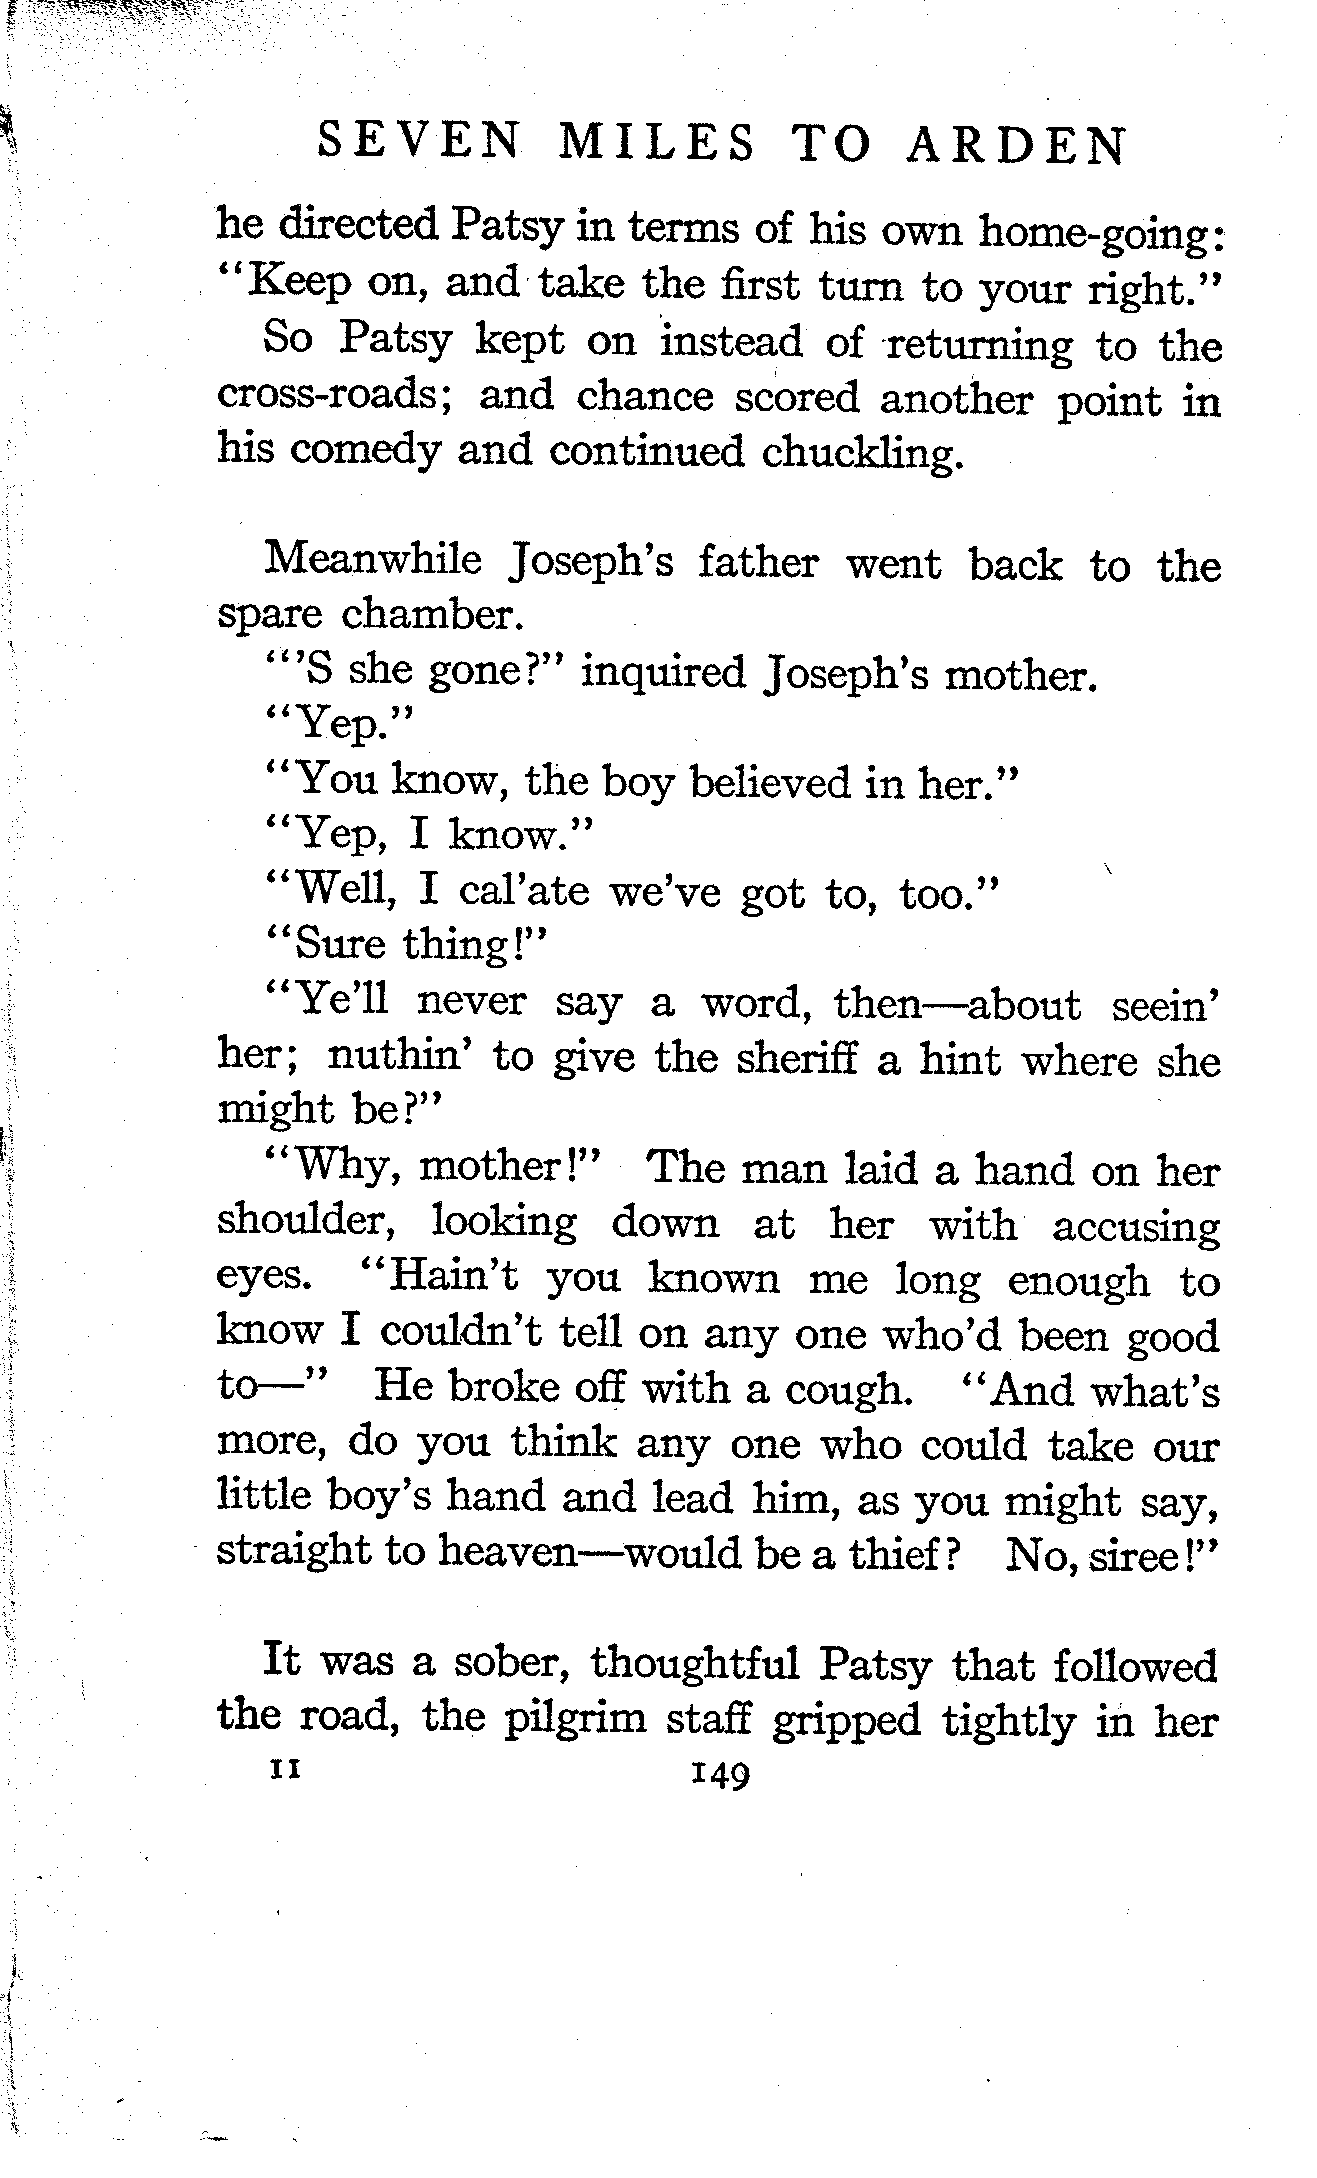 SEVEN MILES TO ARDEN
he directed Patsy in terms of his own home-going:
“Keep on, and take the first turn to your right.”
So Patsy kept on instead of returning to the
cross-roads; and chance scored another point in
his comedy and continued chuckling.
Meanwhile Joseph’s father went back to the
spare chamber.
“’S she gone?” inquired Joseph’s mother.
“Yep.”
“You know, the boy believed in her.”
“Yep, I know.”
“Well, I cal’ate we’ve got to, too.”
“Sure thing!”
“Ye’ll never say a word, then—about seein’
her; nuthin’ to give the sheriff a hint where she
might be?”
“Why, mother!” The man laid a hand on her
shoulder, looking down at her with accusing
eyes. “Hain’t you known me long enough to
know I couldn’t tell on any one who’d been good
to—” He broke off with a cough. “And what’s
more, do you think any one who could take our
little boy’s hand and lead him, as you might say,
straight to heaven—would be a thief? No, siree!”
It was a sober, thoughtful Patsy that followed
the road, the pilgrim staff gripped tightly in her
11 149